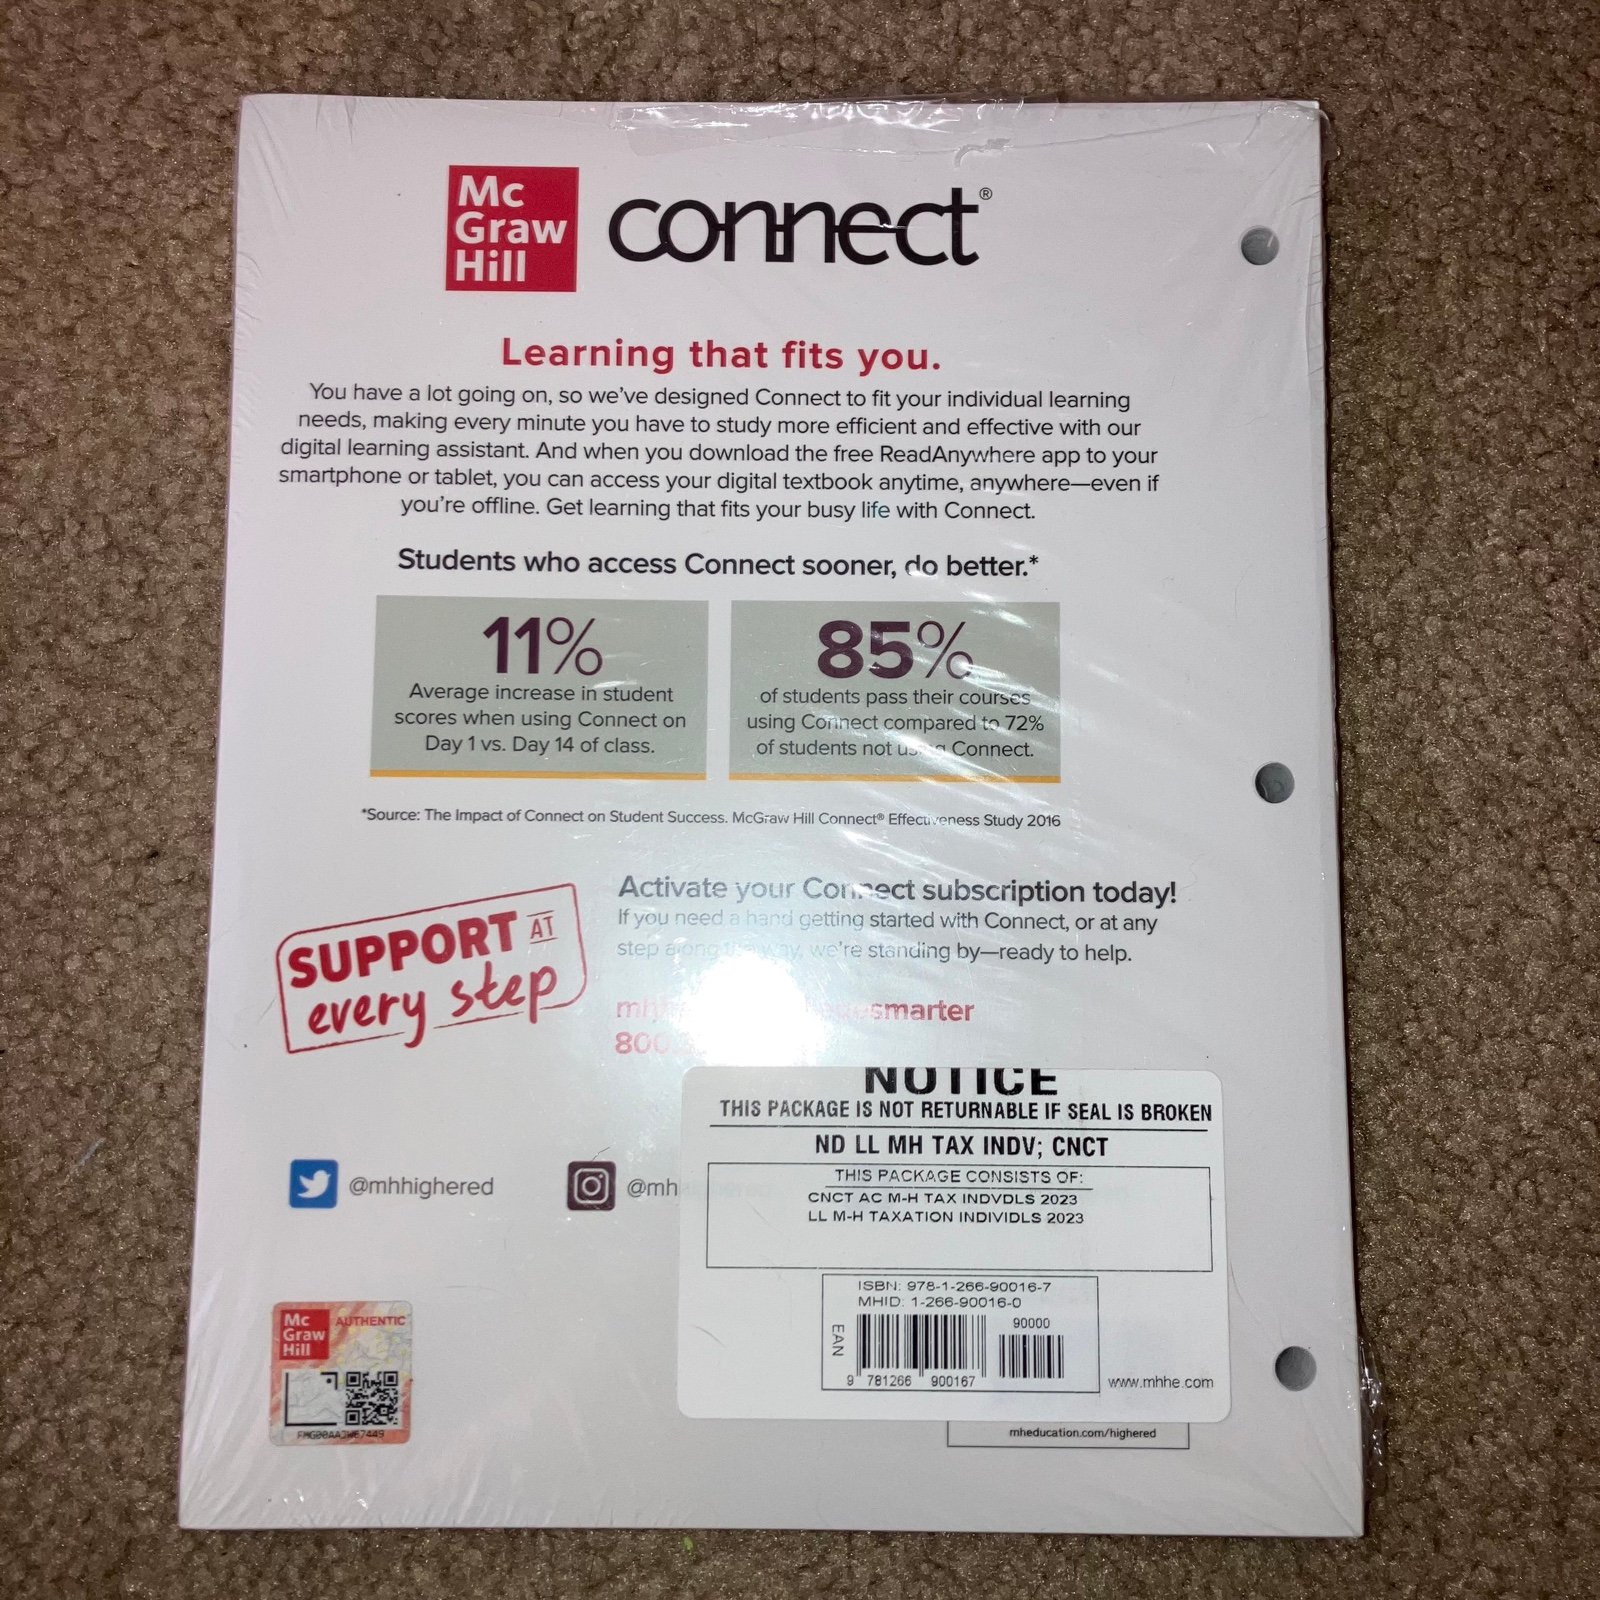 Mc
Graw
Hill
connect®
Learning that fits you.
You have a lot going on, so we've designed Connect to fit your individual learning
needs, making every minute you have to study more efficient and effective with our
digital learning assistant. And when you download the free ReadAnywhere app to your
smartphone or tablet, you can access your digital textbook anytime, anywhere—even if
you're offline. Get learning that fits your busy life with Connect.
Students who access Connect sooner, do better.*
11%
Average increase in student
scores when using Connect on
Day 1 vs. Day 14 of class.
85%
of students pass their courses
using Connect compared to 72%
of students not using Connect.
*Source: The Impact of Connect on Student Success. McGraw Hill Connect® Effectiveness Study 2016
SUPPORT AT
every step
Activate your Connect subscription today!
If you need a hand getting started with Connect, or at any
step along the way, we're standing by—ready to help.
smarter
800
NOTICE
THIS PACKAGE IS NOT RETURNABLE IF SEAL IS BROKEN
ND LL MH TAX INDV; CNCT
THIS PACKAGE CONSISTS OF:
CNCT AC M-H TAX INDVDLS 2023
LL M-H TAXATION INDIVIDLS 2023
@mhhighered
@mh
ISBN: 978-1-266-90016-7
MHID: 1-266-90016-0
EAN
90000
9 781266 900167
www.mhhe.com
mheducation.com/highered
Mc
Graw
Hill
AUTHENTIC